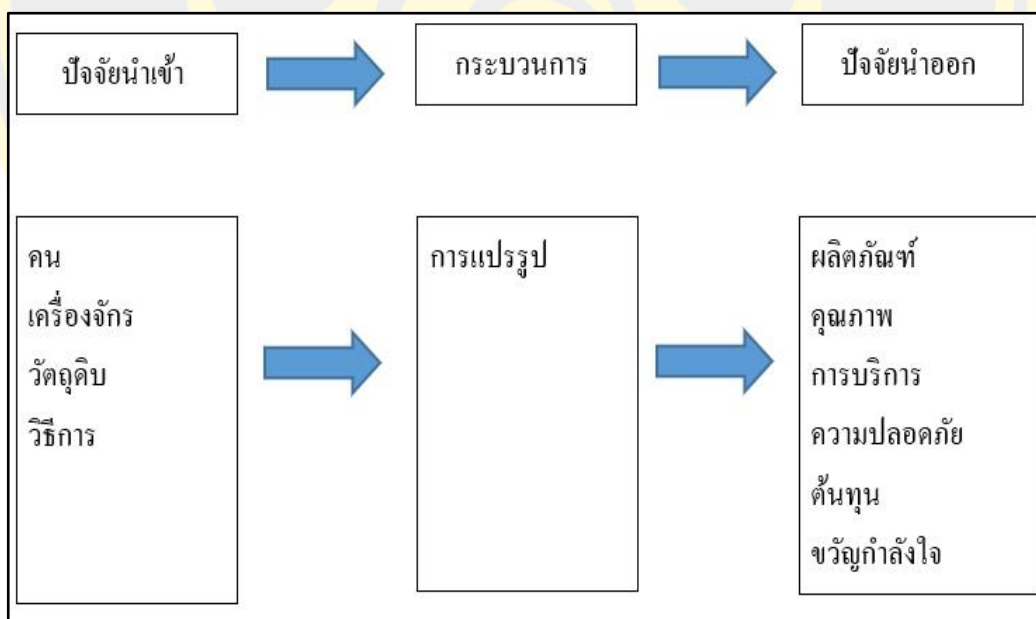 ปัจจัยนำเข้า
กระบวนการ
ปัจจัยนำออก
คน
เครื่องจักร
วัตถุดิบ
วิธีการ
การแปรรูป
ผลิตภัณฑ์
คุณภาพ
การบริการ
ความปลอดภัย
ต้นทุน
ขวัญกำลังใจ